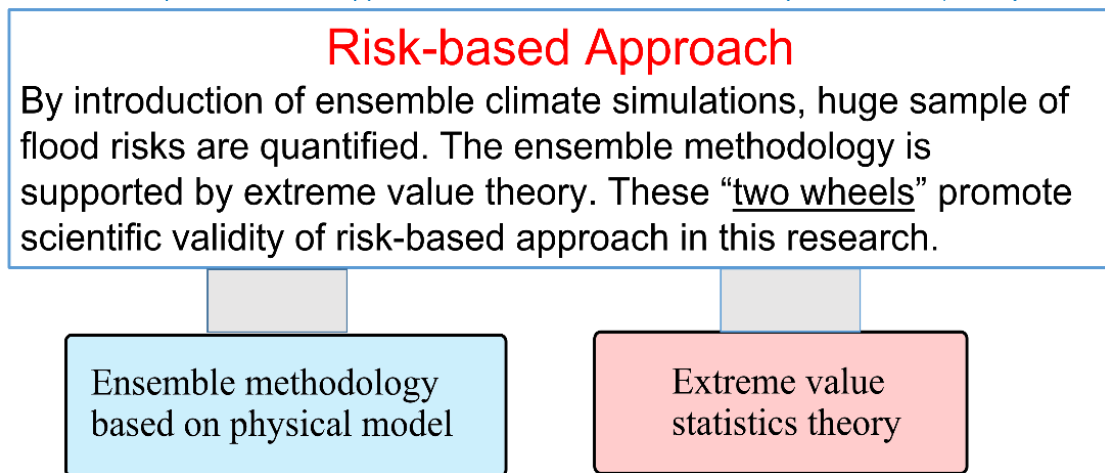 Risk-based Approach
By introduction of ensemble climate simulations, huge sample of
flood risks are quantified. The ensemble methodology is
supported by extreme value theory. These “two wheels” promote
scientific validity of risk-based approach in this research.
Ensemble methodology
based on physical model
Extreme value
statistics theory